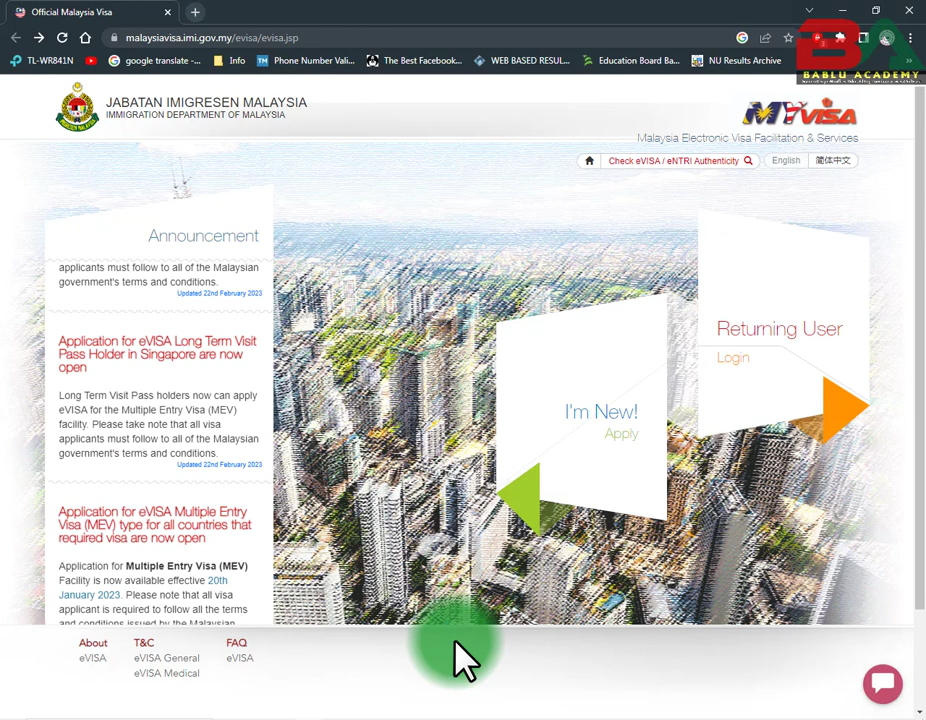 Official Malaysia Visa
malaysiavisa.imi.gov.my/evisa/evisa.jsp
TL-WR841N
google translate -...
Info
TM Phone Number Vali...
The Best Facebook...
WEB BASED RESUL...
Education Board Ba...
NU Results Archive
»
BA
BABLU ACADEMY
JABATAN IMIGRESEN MALAYSIA
IMMIGRATION DEPARTMENT OF MALAYSIA
MYVISA
Malaysia Electronic Visa Facilitation & Services
Check eVISA / eNTRI Authenticity
English
简体中文
Announcement
applicants must follow to all of the Malaysian
government's terms and conditions.
Updated 22nd February 2023
Application for eVISA Long Term Visit
Pass Holder in Singapore are now
open
Long Term Visit Pass holders now can apply
eVISA for the Multiple Entry Visa (MEV)
facility. Please take note that all visa
applicants must follow to all of the Malaysian
government's terms and conditions.
Updated 22nd February 2023
Application for eVISA Multiple Entry
Visa (MEV) type for all countries that
required visa are now open
Application for Multiple Entry Visa (MEV)
Facility is now available effective 20th
January 2023. Please note that all visa
applicant is required to follow all the terms
and conditions issued by the Malaysian
I'm New!
Apply
Returning User
Login
About
eVISA
T&C
eVISA General
eVISA Medical
FAQ
eVISA